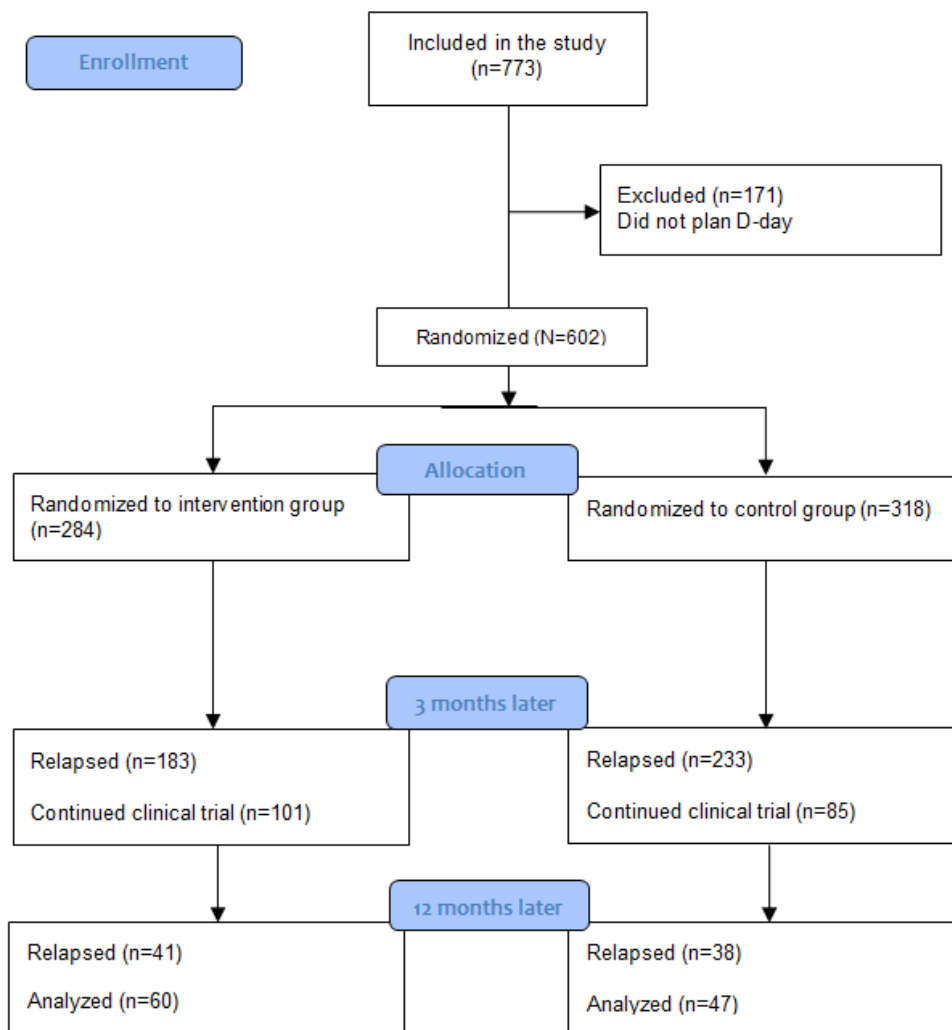 Enrollment
Included in the study
(n=773)
Excluded (n=171)
Did not plan D-day
Randomized (N=602)
Allocation
Randomized to intervention group
(n=284)
Randomized to control group (n=318)
3 months later
Relapsed (n=183)
Continued clinical trial (n=101)
Relapsed (n=233)
Continued clinical trial (n=85)
12 months later
Relapsed (n=41)
Analyzed (n=60)
Relapsed (n=38)
Analyzed (n=47)